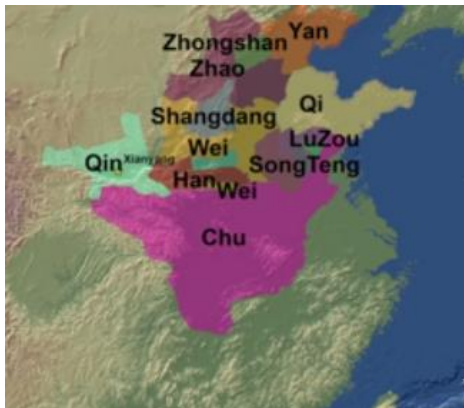 Yan
Zhongshan
Zhao
Qi
Shangdang
LuZou
Wei
Qin Xianyang
SongTeng
Han
Wei
Chu